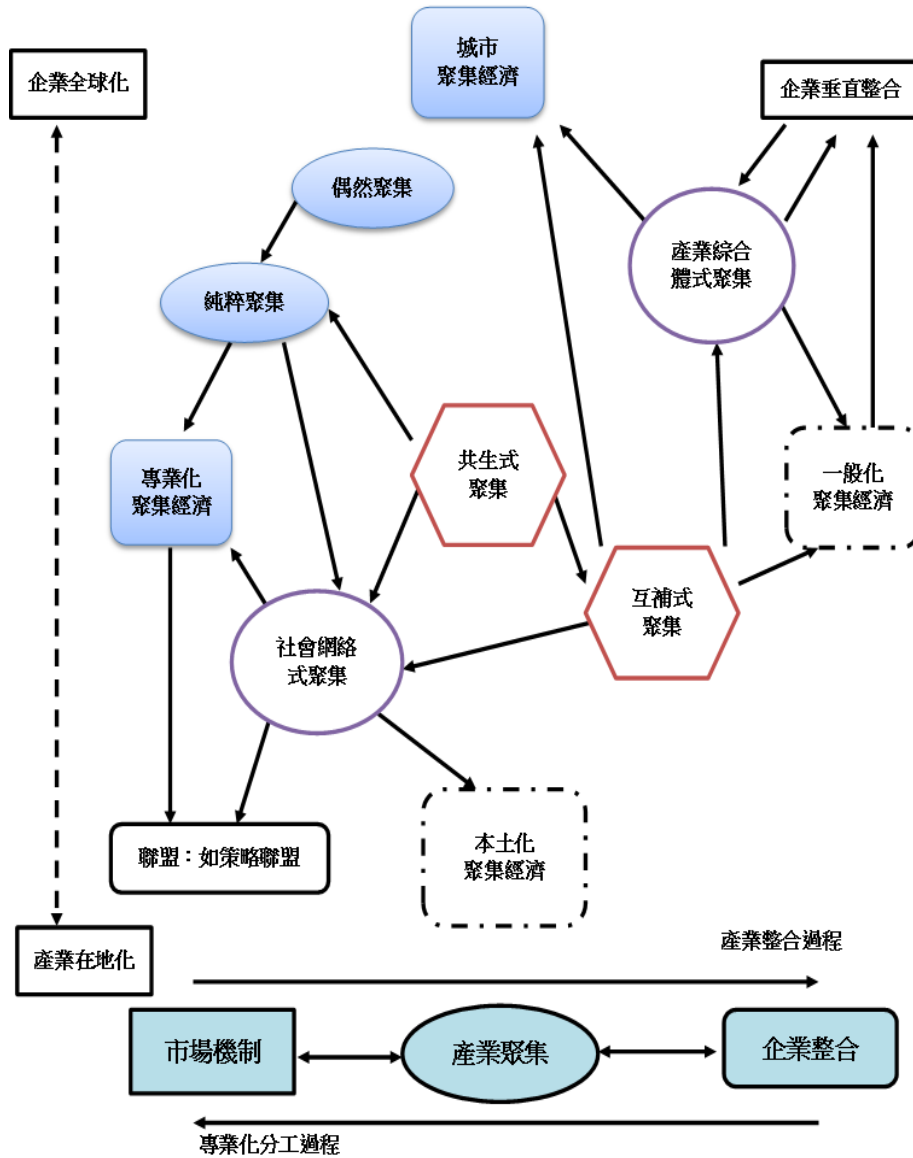 城市
聚集經濟
企業全球化
企業垂直整合
偶然聚集
產業綜合
體式聚集
純粹聚集
共生式
聚集
專業化
聚集經濟
一般化
聚集經濟
互補式
聚集
社會網絡
式聚集
聯盟：如策略聯盟
本土化
聚集經濟
產業在地化
產業整合過程
市場機制
產業聚集
企業整合
專業化分工過程